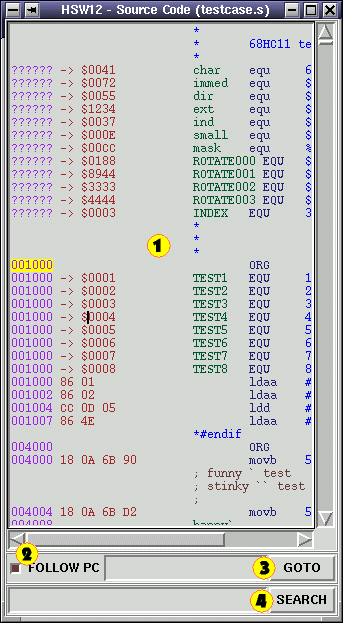 HSW12 - Source Code (testcase.s)
*
* 68HC11 te
?????? -> $0041 char equ 6
?????? -> $0072 immed equ $
?????? -> $0055 dir equ $
?????? -> $1234 ext equ $
?????? -> $0037 ind equ $
?????? -> $000E small equ $
?????? -> $00CC mask equ %
?????? -> $0188 ROTATE000 EQU $
?????? -> $8944 ROTATE001 EQU $
?????? -> $3333 ROTATE002 EQU $
?????? -> $4444 ROTATE003 EQU $
?????? -> $0003 INDEX EQU 3
*
*
1
*
001000 ORG
001000 -> $0001 TEST1 EQU 1
001000 -> $0002 TEST2 EQU 2
001000 -> $0003 TEST3 EQU 3
001000 -> $0004 TEST4 EQU 4
001000 -> $0005 TEST5 EQU 5
001000 -> $0006 TEST6 EQU 6
001000 -> $0007 TEST7 EQU 7
001000 -> $0008 TEST8 EQU 8
001000 86 01 ldaa #
001002 86 02 ldaa #
001004 CC 0D 05 ldd #
001007 86 4E ldaa #
*#endif
004000 ORG
004000 18 0A 6B 90 movb 5
; funny ` test
; stinky `` test
;
004004 18 0A 6B D2 movb 5
004008 happy`
2
FOLLOW PC 3 GOTO
4 SEARCH